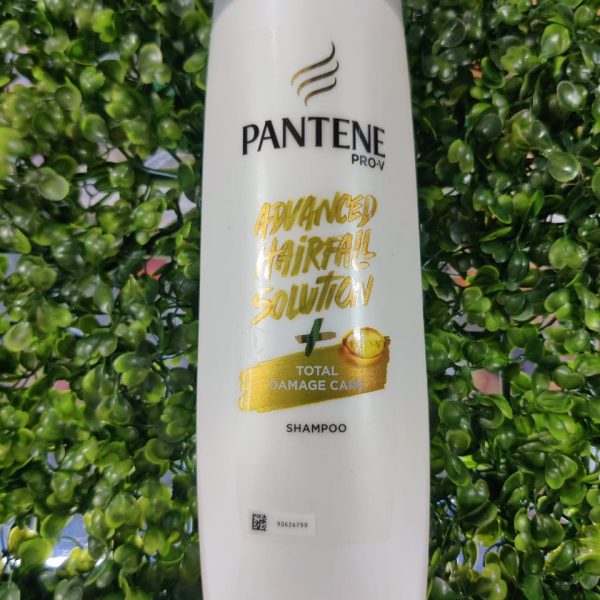 PANTENE
PRO-V
ADVANCED
HAIRFALL
SOLUTION
+
TOTAL
DAMAGE CARE
SHAMPOO
90626799